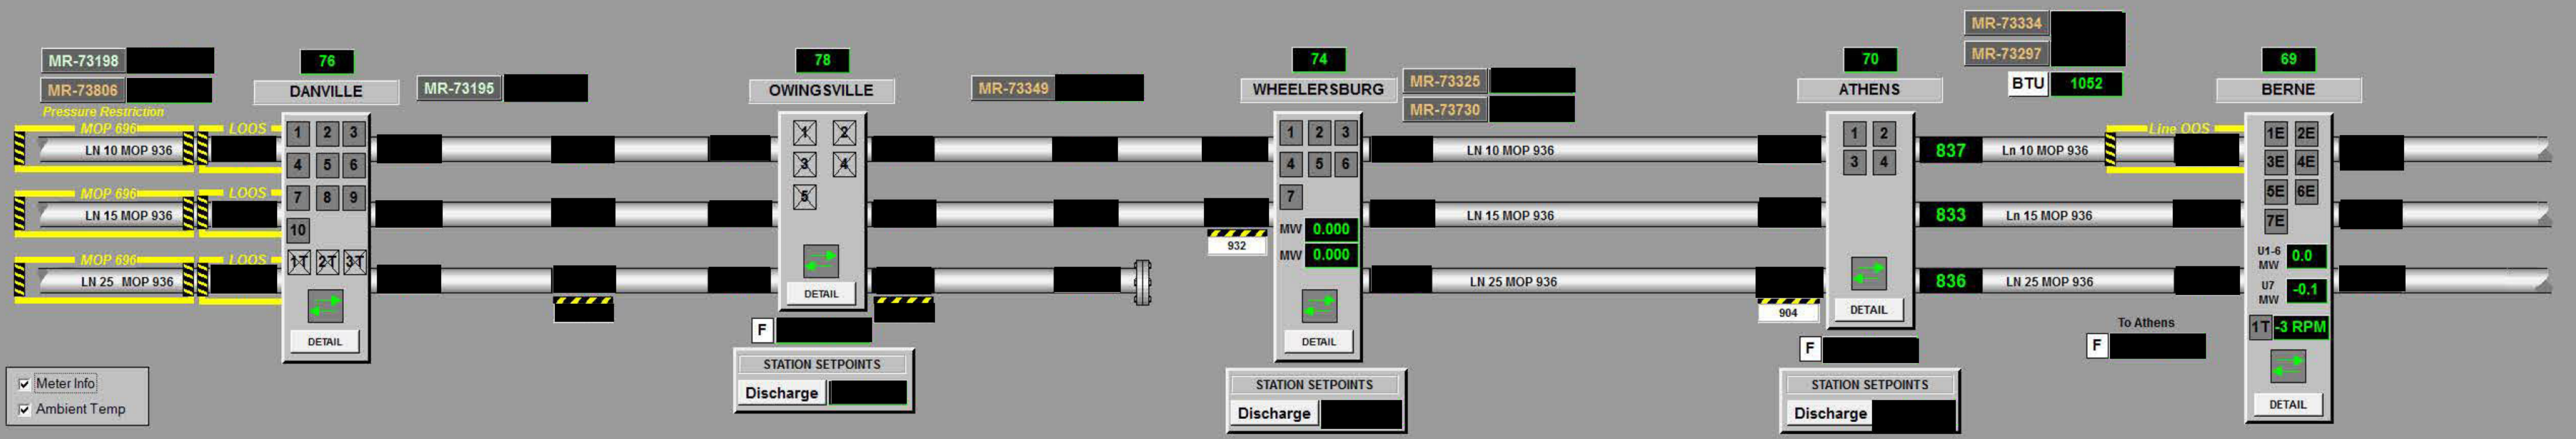 MR-73198
MR-73806
Pressure Restriction
76
DANVILLE
MR-73195
78
OWINGSVILLE
MR-73349
74
WHEELERSBURG
MR-73325
MR-73730
70
ATHENS
MR-73334
MR-73297
BTU 1052
69
BERNE
MOP 696 LOOS
LN 10 MOP 936
MOP 696 LOOS
LN 15 MOP 936
MOP 696 LOOS
LN 25 MOP 936
1 2 3
4 5 6
7 8 9
10
1T 2T 3T
DETAIL
1 2
3 4
5
DETAIL
F
STATION SETPOINTS
Discharge
932
1 2 3
4 5 6
7
MW 0.000
MW 0.000
DETAIL
STATION SETPOINTS
Discharge
LN 10 MOP 936
LN 15 MOP 936
LN 25 MOP 936
904
1 2
3 4
DETAIL
F
STATION SETPOINTS
Discharge
837 Ln 10 MOP 936
Line OOS
833 Ln 15 MOP 936
836 LN 25 MOP 936
To Athens
F
1E 2E
3E 4E
5E 6E
7E
U1-6
MW 0.0
U7
MW -0.1
1T -3 RPM
DETAIL
Meter Info
Ambient Temp